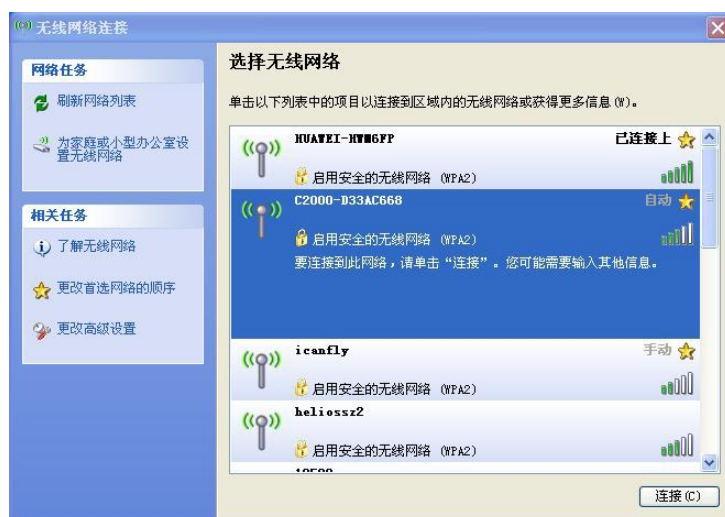 无线网络连接
网络任务
刷新网络列表
为家庭或小型办公室设
置无线网络
相关任务
了解无线网络
更改首选网络的顺序
更改高级设置
选择无线网络
单击以下列表中的项目以连接到区域内的无线网络或获得更多信息(W)。
HUAWEI-HWM6FP 已连接上
启用安全的无线网络 (WPA2)
C2000-D33AC668 自动
启用安全的无线网络 (WPA2)
要连接到此网络，请单击“连接”。您可能需要输入其他信息。
icanfly 手动
启用安全的无线网络 (WPA2)
heliossz2
启用安全的无线网络 (WPA2)
连接(C)